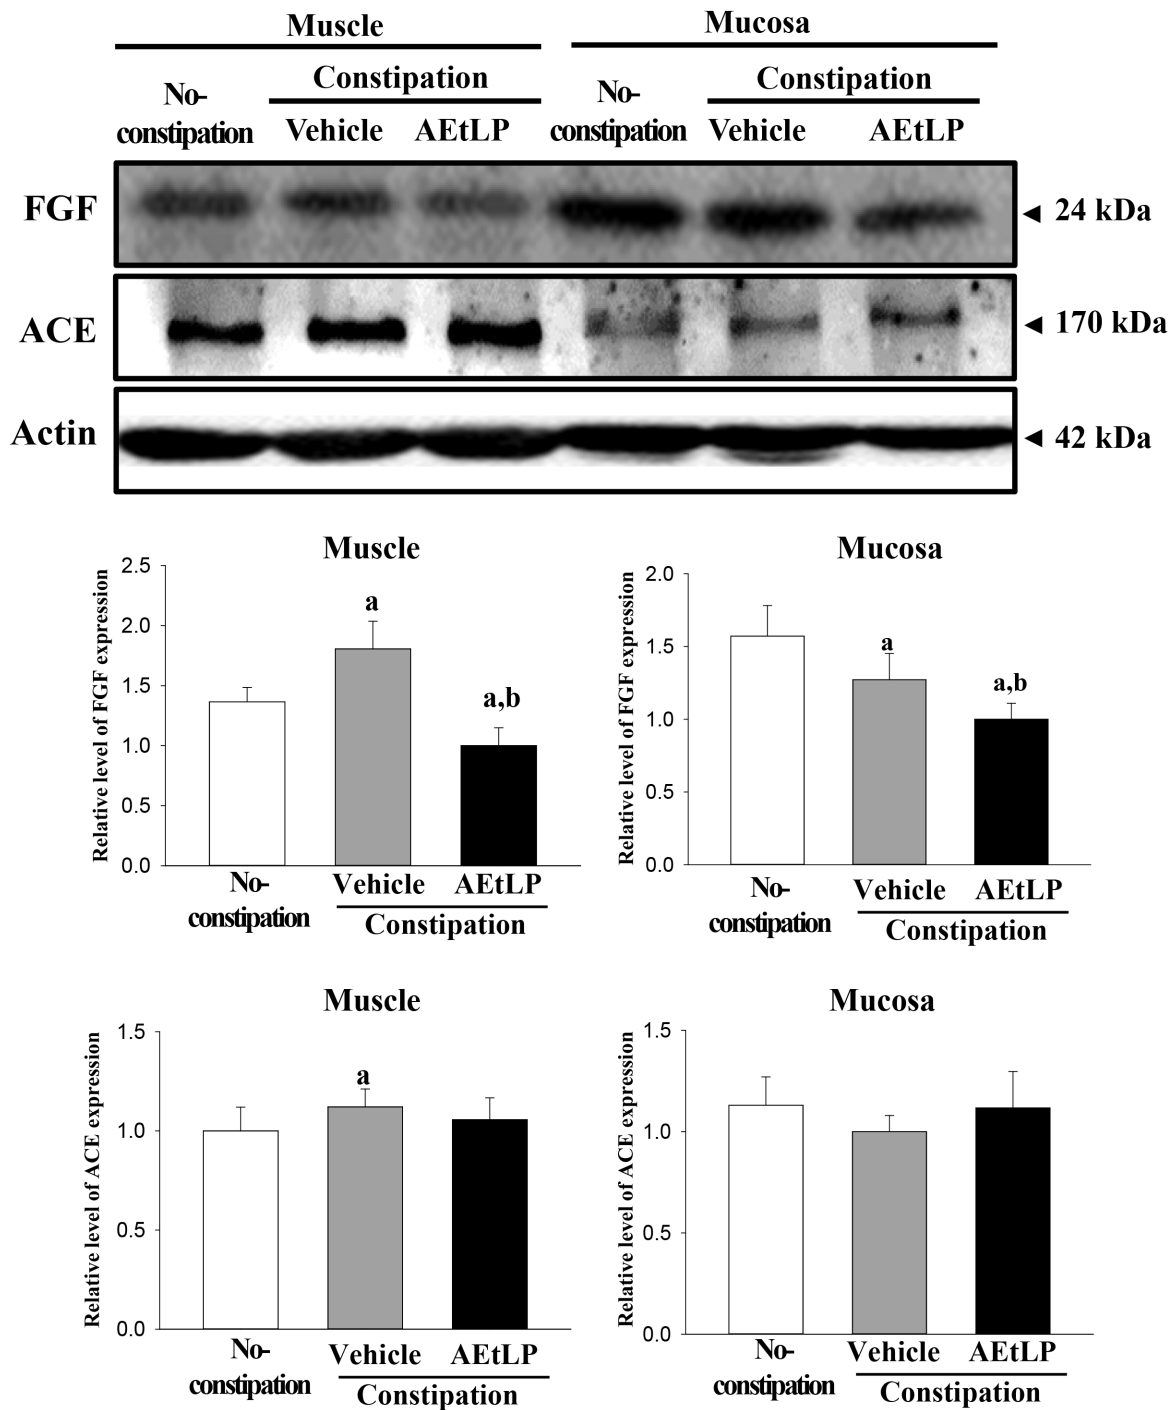 Muscle
Mucosa
No-
constipation
Constipation
Vehicle
AEtLP
No-
constipation
Constipation
Vehicle
AEtLP
FGF
◄ 24 kDa
ACE
◄ 170 kDa
Actin
◄ 42 kDa
Muscle
Relative level of FGF expression
2.5
2.0
1.5
1.0
0.5
0.0
a
a,b
No-
constipation
Vehicle
AEtLP
Constipation
Mucosa
Relative level of FGF expression
2.0
1.5
1.0
0.5
0.0
a
a,b
No-
constipation
Vehicle
AEtLP
Constipation
Muscle
Relative level of ACE expression
1.5
1.0
0.5
0.0
a
No-
constipation
Vehicle
AEtLP
Constipation
Mucosa
Relative level of ACE expression
1.5
1.0
0.5
0.0
No-
constipation
Vehicle
AEtLP
Constipation